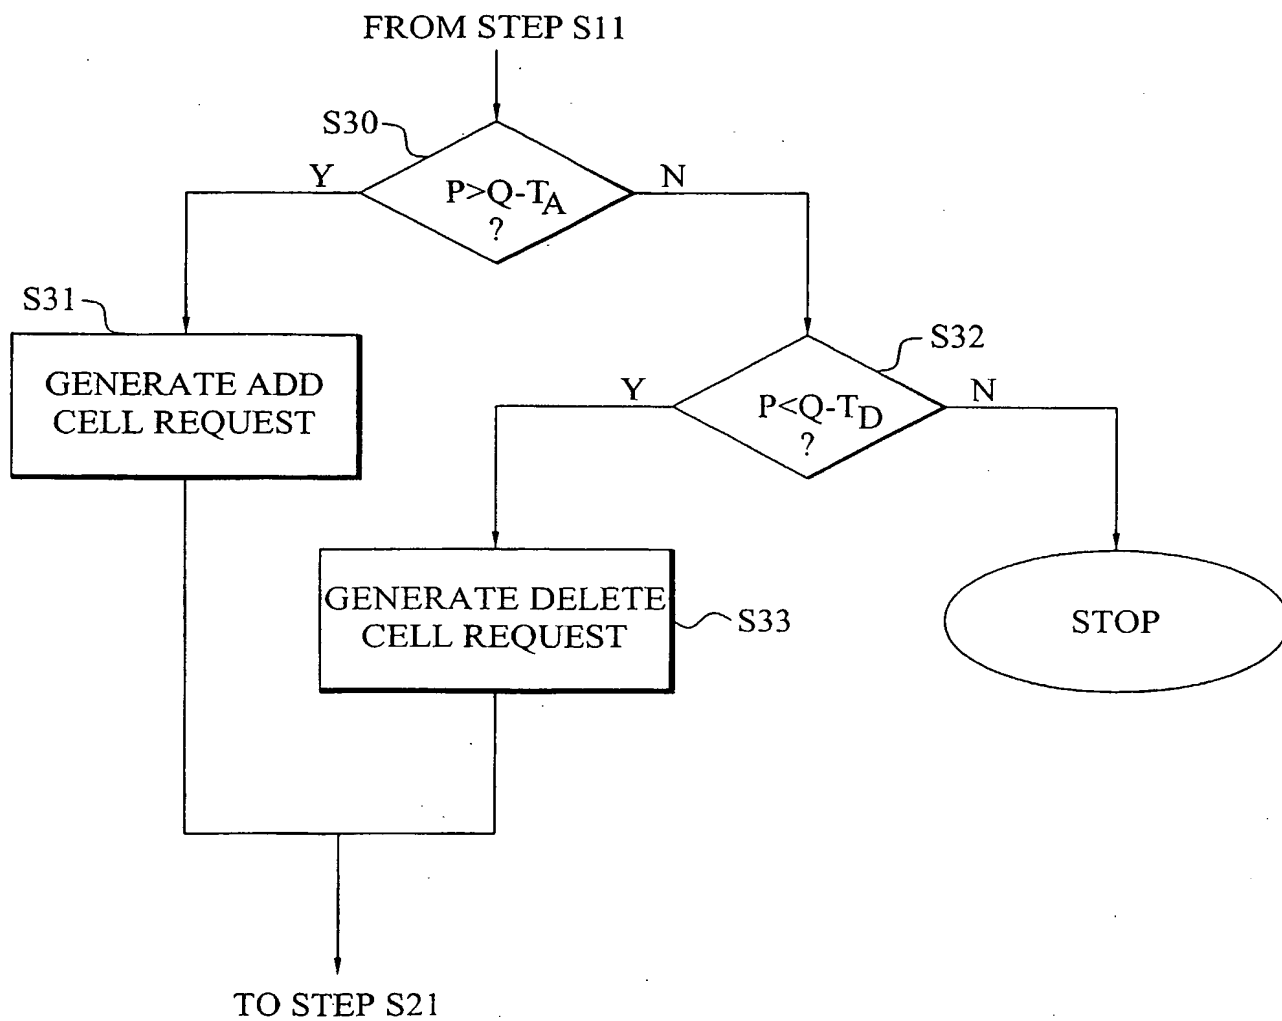 FROM STEP S11
S30
Y
N
P>Q-TA
?
S31
GENERATE ADD
CELL REQUEST
S32
Y
N
P<Q-TD
?
GENERATE DELETE
CELL REQUEST
S33
STOP
TO STEP S21